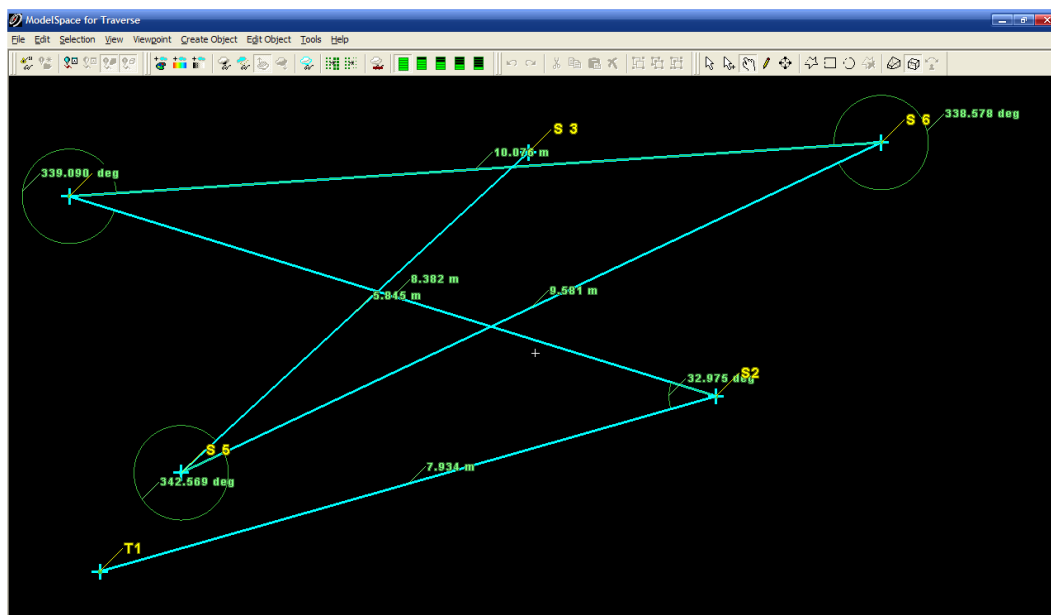 ModelSpace for Traverse
File Edit Selection View Viewpoint Create Object Edit Object Tools Help
S 6
338.578 deg
S 3
10.076 m
339.090 deg
8.382 m
5.845 m
9.581 m
32.975 deg
S2
S 5
7.934 m
342.569 deg
T1